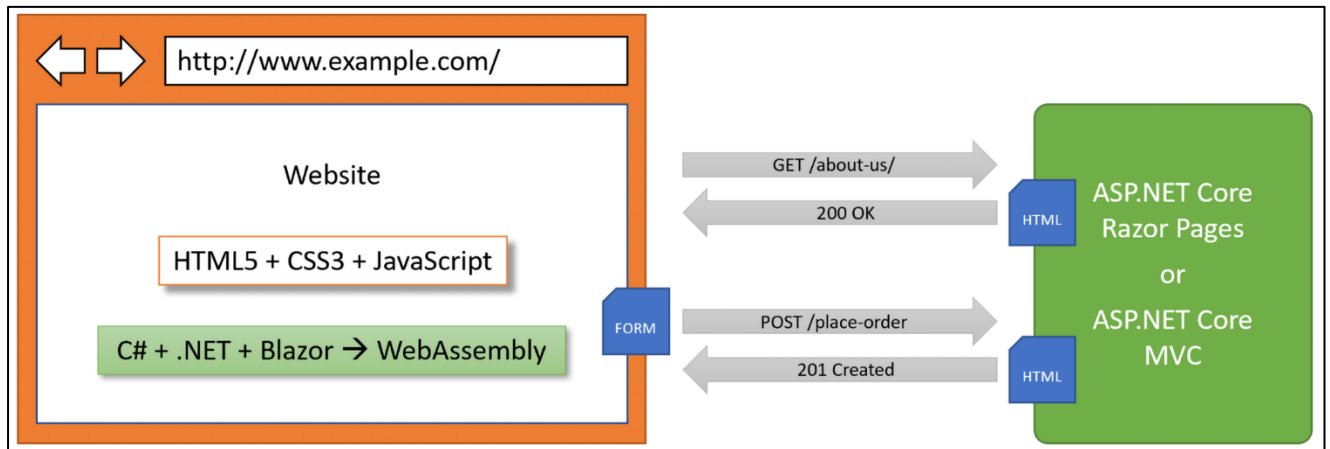 http://www.example.com/
Website
HTML5 + CSS3 + JavaScript
C# + .NET + Blazor → WebAssembly
FORM
GET /about-us/
200 OK
POST /place-order
201 Created
HTML
HTML
ASP.NET Core
Razor Pages
or
ASP.NET Core
MVC